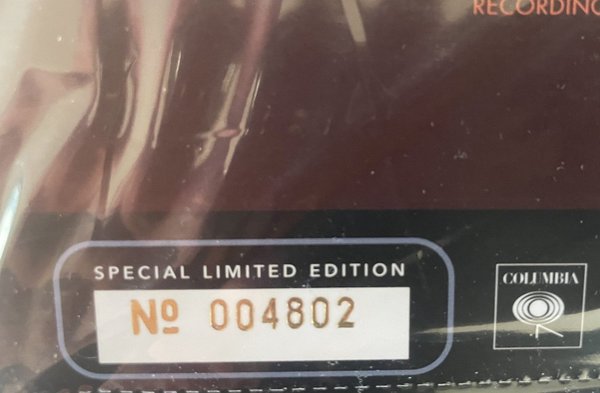 RECORDING
SPECIAL LIMITED EDITION
Nº 004802
COLUMBIA